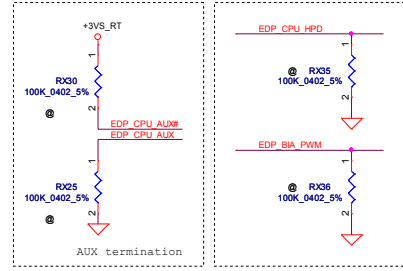 +3VS_RT
1
RX30
100K_0402_5%
2
@
EDP_CPU_AUX#
EDP_CPU_AUX
1
RX25
100K_0402_5%
2
@
AUX termination
EDP_CPU_HPD
1
@ RX35
100K_0402_5%
2
EDP_BIA_PWM
1
@ RX36
100K_0402_5%
2